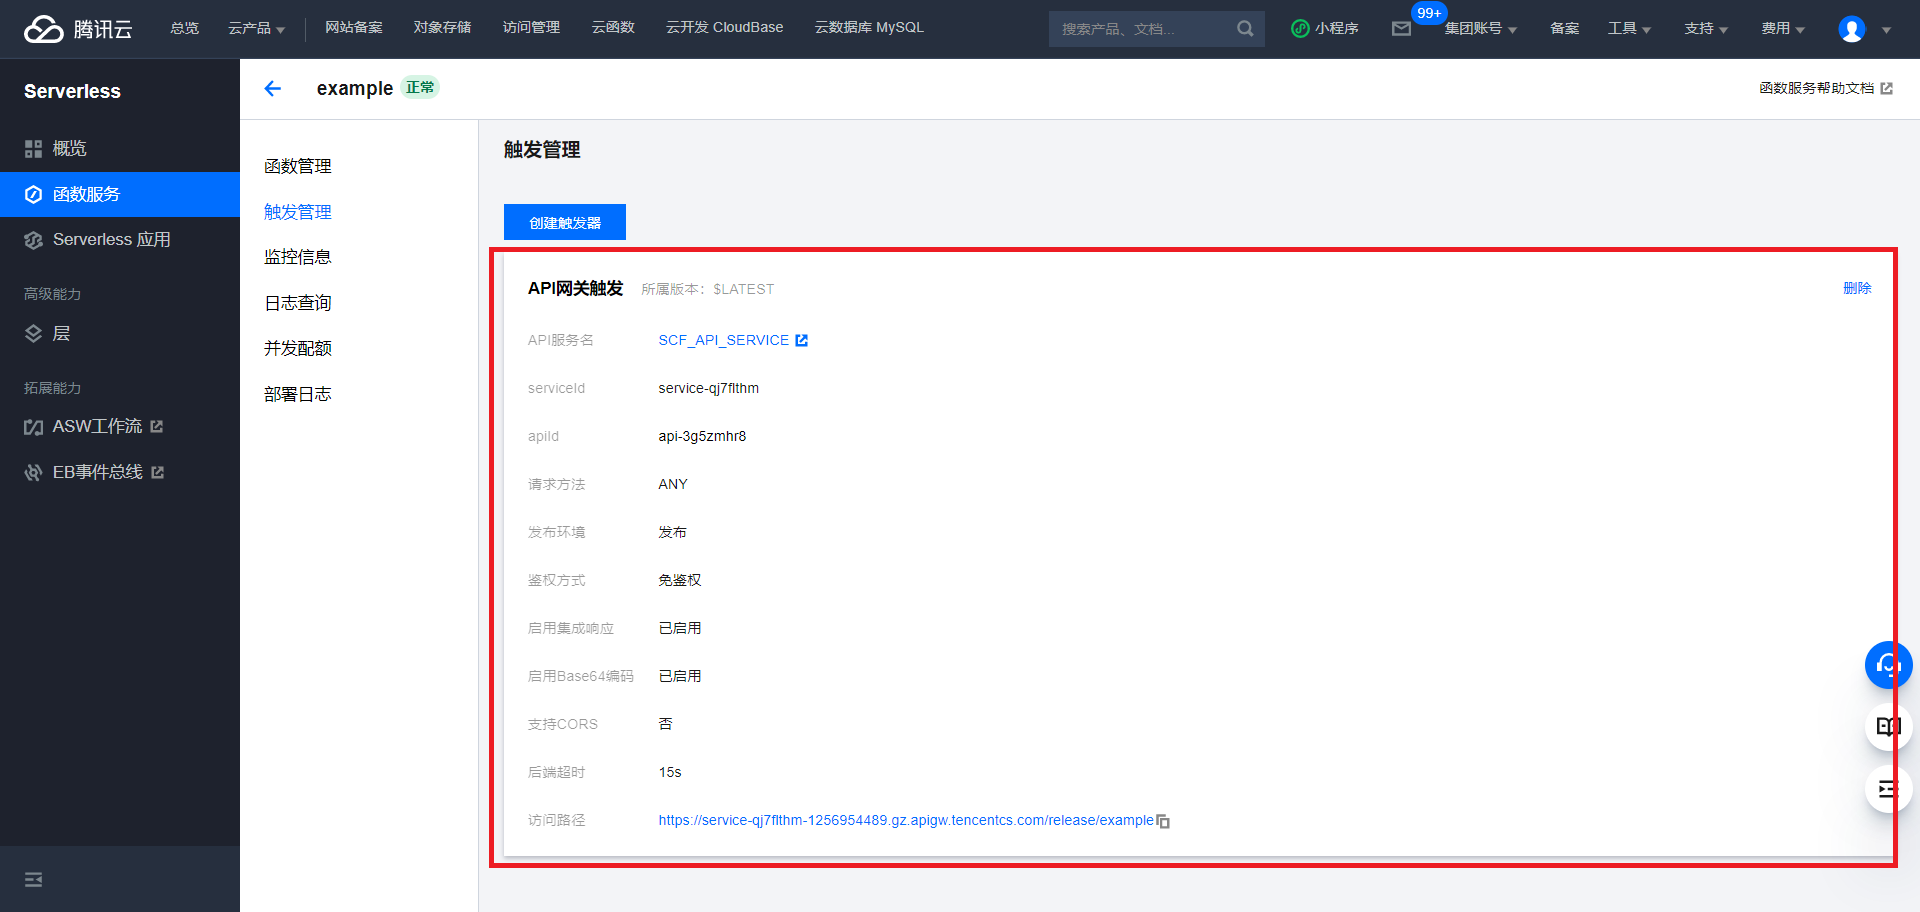 腾讯云
总览
云产品
网站备案
对象存储
访问管理
云函数
云开发 CloudBase
云数据库 MySQL
搜索产品、文档...
小程序
99+
集团账号
备案
工具
支持
费用
Serverless
概览
函数服务
Serverless 应用
高级能力
层
拓展能力
ASW工作流
EB事件总线
example 正常
函数服务帮助文档
函数管理
触发管理
监控信息
日志查询
并发配额
部署日志
触发管理
创建触发器
API网关触发 所属版本：$LATEST
删除
API服务名 SCF_API_SERVICE
serviceId service-qj7flthm
apiId api-3g5zmhr8
请求方法 ANY
发布环境 发布
鉴权方式 免鉴权
启用集成响应 已启用
启用Base64编码 已启用
支持CORS 否
后端超时 15s
访问路径 https://service-qj7flthm-1256954489.gz.apigw.tencentcs.com/release/example